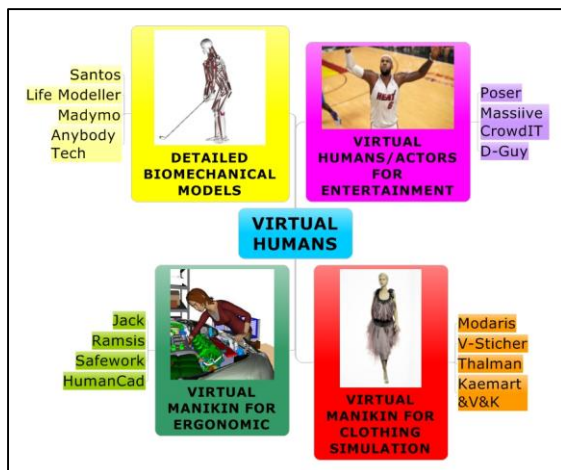 Santos
Life Modeller
Madymo
Anybody
Tech
DETAILED
BIOMECHANICAL
MODELS
HEAT
VIRTUAL
HUMANS/ACTORS
FOR
ENTERTAINMENT
Poser
Massiive
CrowdIT
D-Guy
VIRTUAL
HUMANS
Jack
Ramsis
Safework
HumanCad
VIRTUAL
MANIKIN FOR
ERGONOMIC
VIRTUAL
MANIKIN FOR
CLOTHING
SIMULATION
Modaris
V-Sticher
Thalman
Kaemart
&V&K